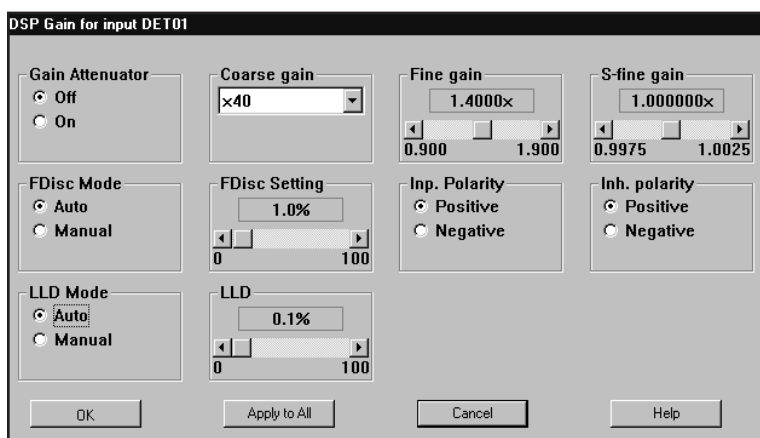 DSP Gain for input DET01
Gain Attenuator
Off
On
Coarse gain
x40
Fine gain
1.4000x
0.900 1.900
S-fine gain
1.000000x
0.9975 1.0025
FDisc Mode
Auto
Manual
FDisc Setting
1.0%
0 100
Inp. Polarity
Positive
Negative
Inh. polarity
Positive
Negative
LLD Mode
Auto
Manual
LLD
0.1%
0 100
OK
Apply to All
Cancel
Help